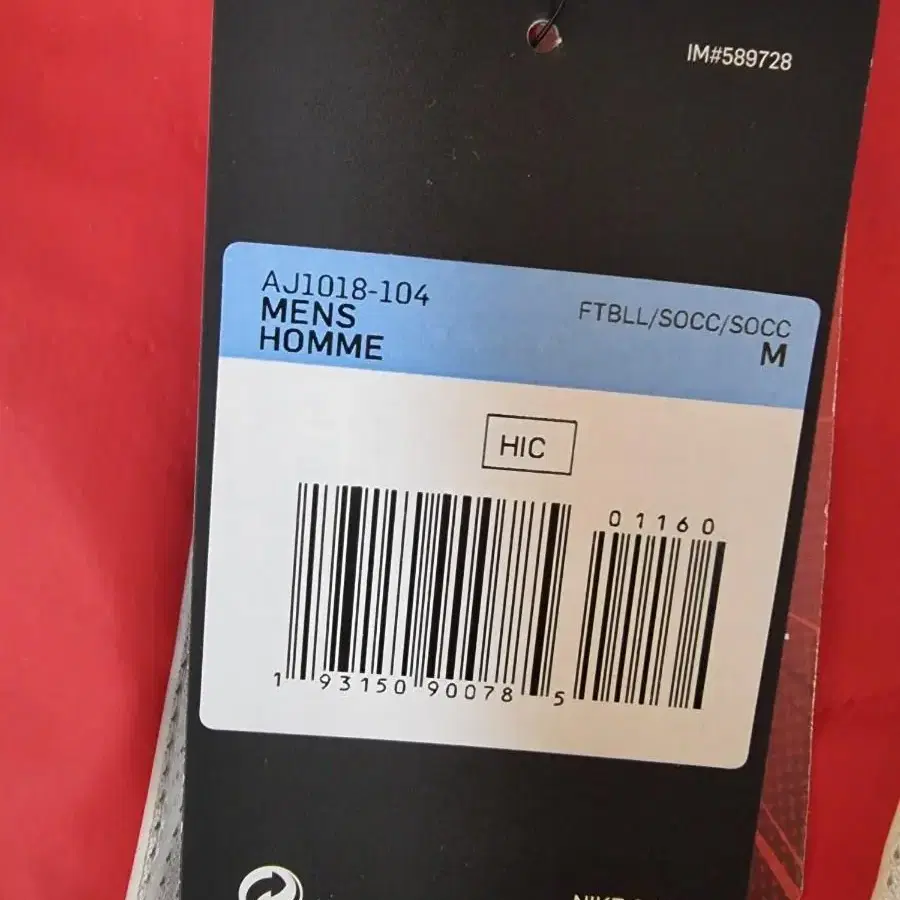 IM#589728
AJ1018-104
MENS
HOMME
FTBLL/SOCC/SOCC
M
HIC
01160
1 93150 90078 5